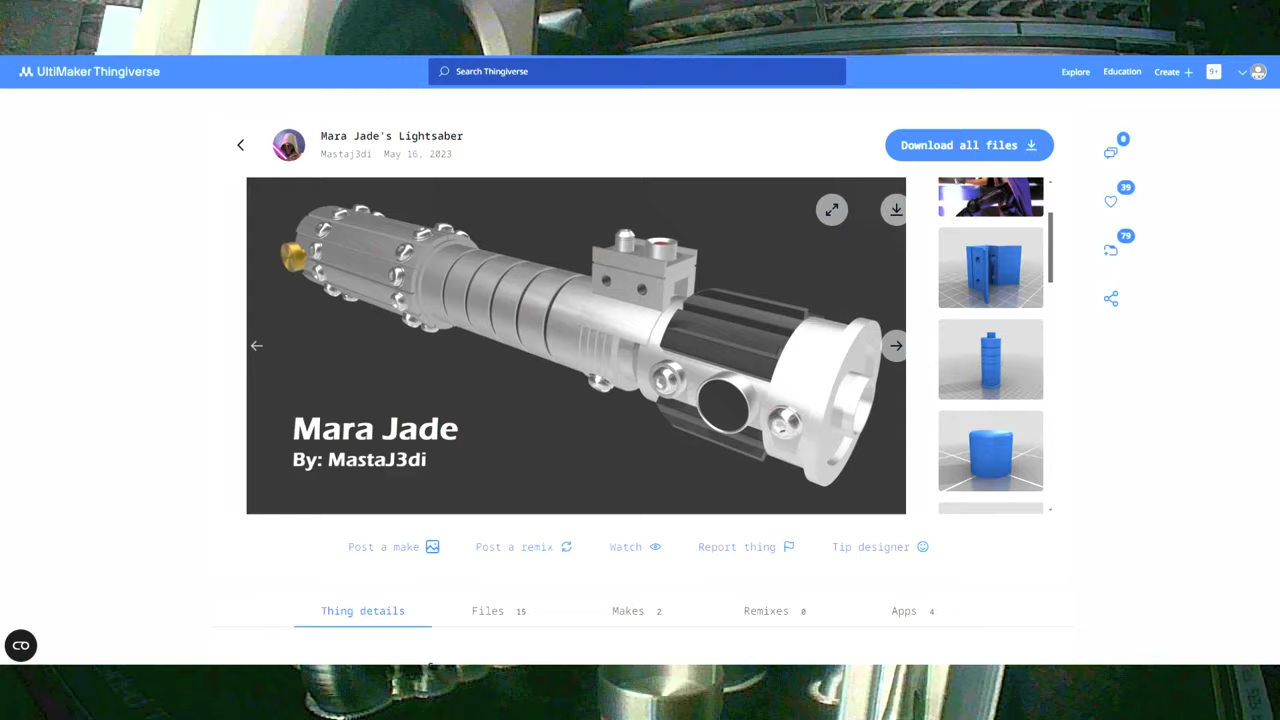 UltiMaker Thingiverse
Search Thingiverse
Explore
Education
Create
9+
Mara Jade's Lightsaber
Mastaj3di May 16, 2023
Download all files
0
39
79
Mara Jade
By: MastaJ3di
Post a make
Post a remix
Watch
Report thing
Tip designer
Thing details
Files 15
Makes 2
Remixes 0
Apps 4